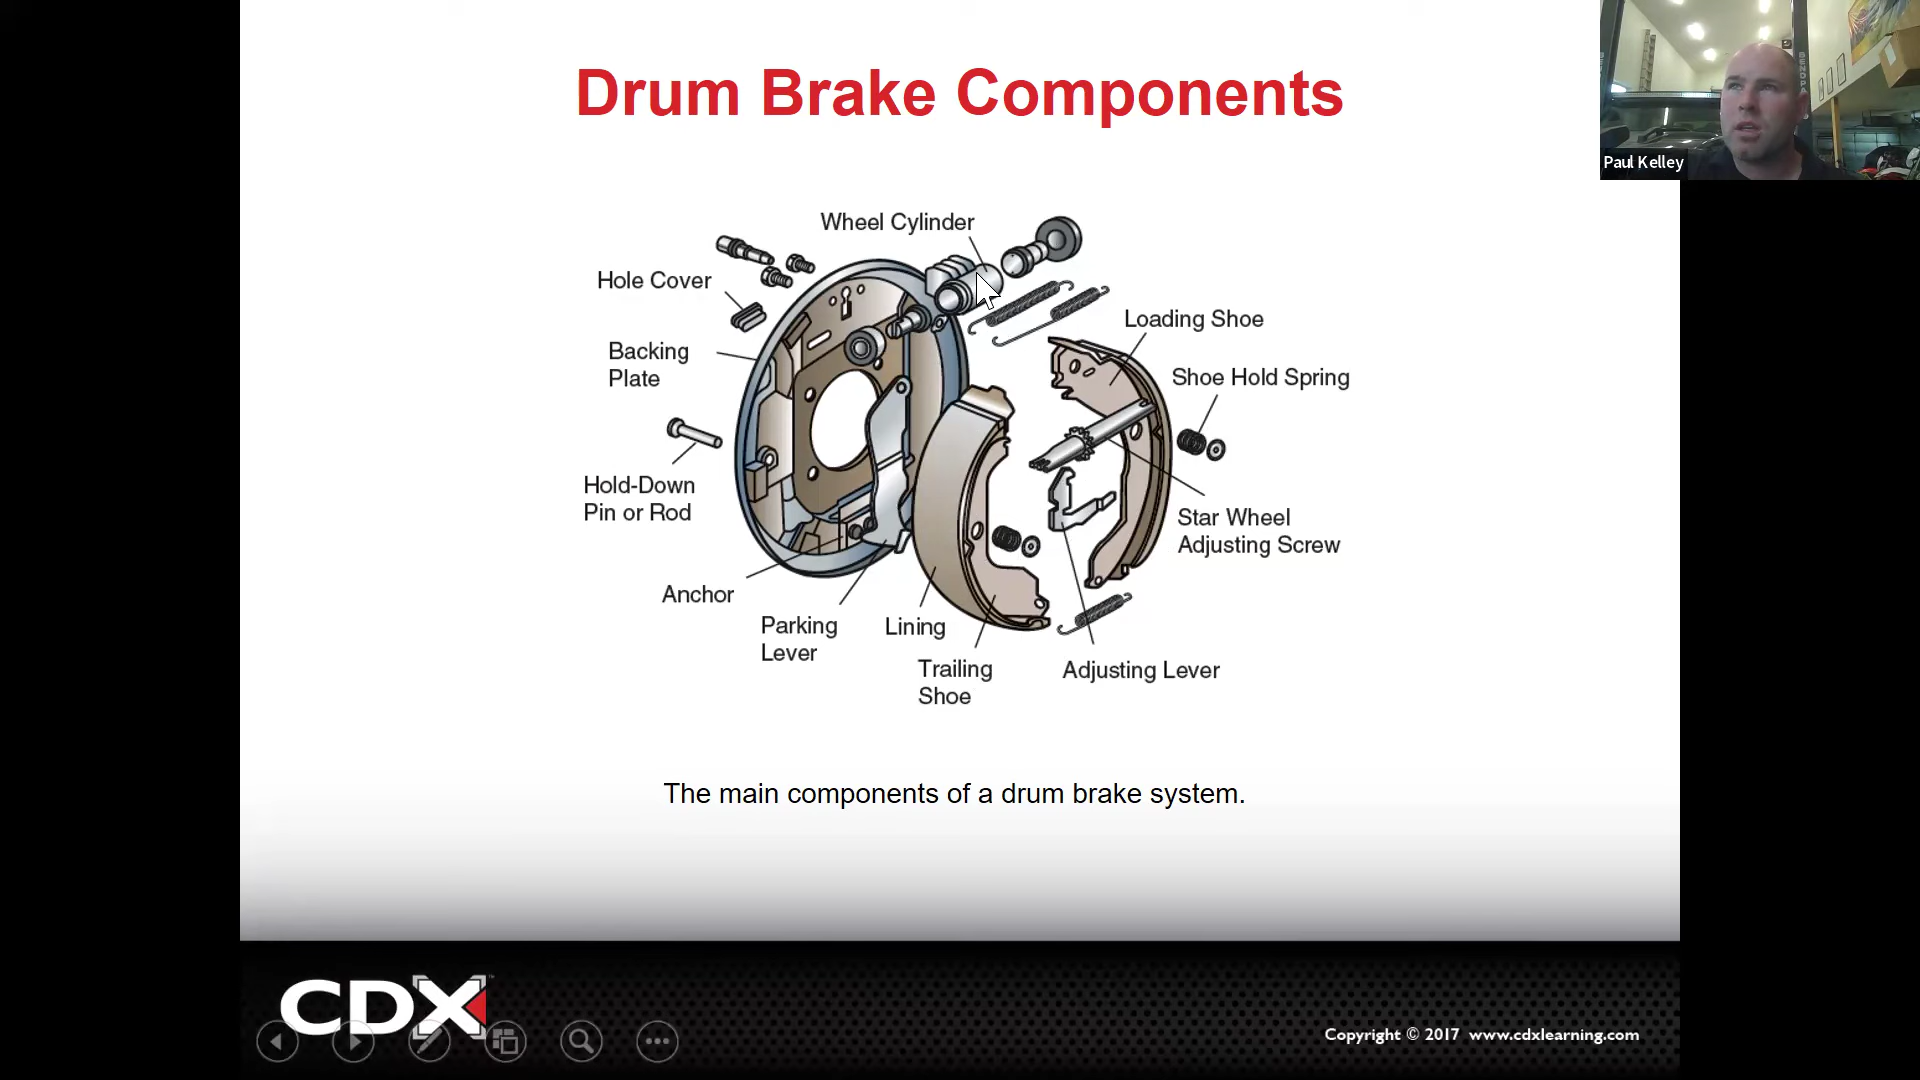 Drum Brake Components
Paul Kelley
Wheel Cylinder
Hole Cover
Loading Shoe
Backing
Plate
Shoe Hold Spring
Hold-Down
Pin or Rod
Star Wheel
Adjusting Screw
Anchor
Parking
Lever
Lining
Trailing
Shoe
Adjusting Lever
The main components of a drum brake system.
CDX
Copyright © 2017 www.cdxlearning.com